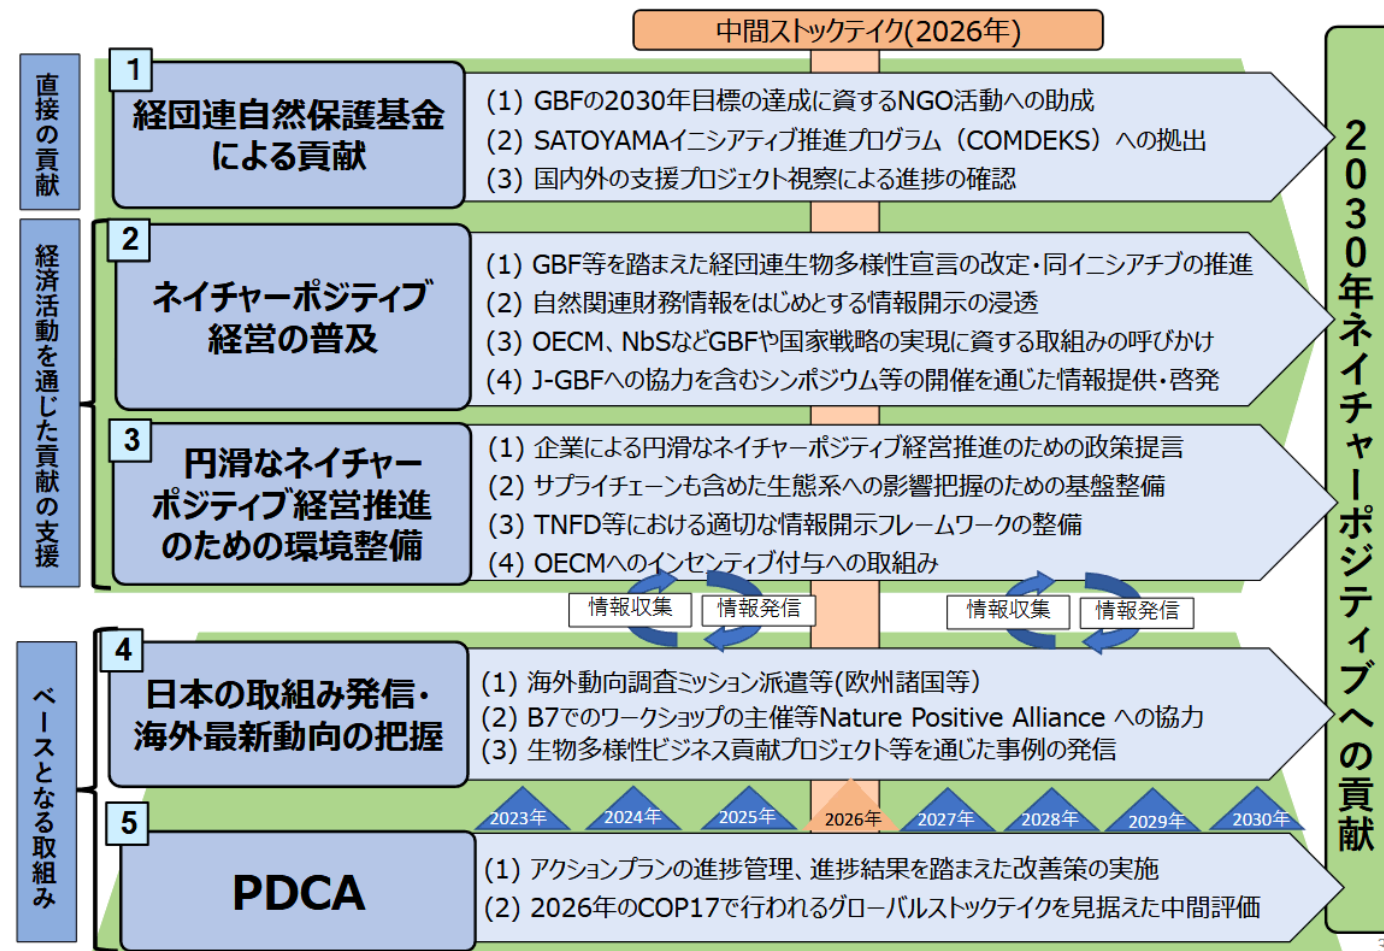 中間ストックテイク(2026年)
直接の貢献
1
経団連自然保護基金
による貢献
(1) GBFの2030年目標の達成に資するNGO活動への助成
(2) SATOYAMAイニシアティブ推進プログラム（COMDEKS）への拠出
(3) 国内外の支援プロジェクト視察による進捗の確認
経済活動を通じた貢献の支援
2
ネイチャーポジティブ
経営の普及
(1) GBF等を踏まえた経団連生物多様性宣言の改定・同イニシアチブの推進
(2) 自然関連財務情報をはじめとする情報開示の浸透
(3) OECM、NbSなどGBFや国家戦略の実現に資する取組みの呼びかけ
(4) J-GBFへの協力を含むシンポジウム等の開催を通じた情報提供・啓発
3
円滑なネイチャー
ポジティブ経営推進
のための環境整備
(1) 企業による円滑なネイチャーポジティブ経営推進のための政策提言
(2) サプライチェーンも含めた生態系への影響把握のための基盤整備
(3) TNFD等における適切な情報開示フレームワークの整備
(4) OECMへのインセンティブ付与への取組み
情報収集
情報発信
情報収集
情報発信
ベースとなる取組み
4
日本の取組み発信・
海外最新動向の把握
(1) 海外動向調査ミッション派遣等(欧州諸国等）
(2) B7でのワークショップの主催等Nature Positive Alliance への協力
(3) 生物多様性ビジネス貢献プロジェクト等を通じた事例の発信
2023年
2024年
2025年
2026年
2027年
2028年
2029年
2030年
5
PDCA
(1) アクションプランの進捗管理、進捗結果を踏まえた改善策の実施
(2) 2026年のCOP17で行われるグローバルストックテイクを見据えた中間評価
2030年ネイチャーポジティブへの貢献